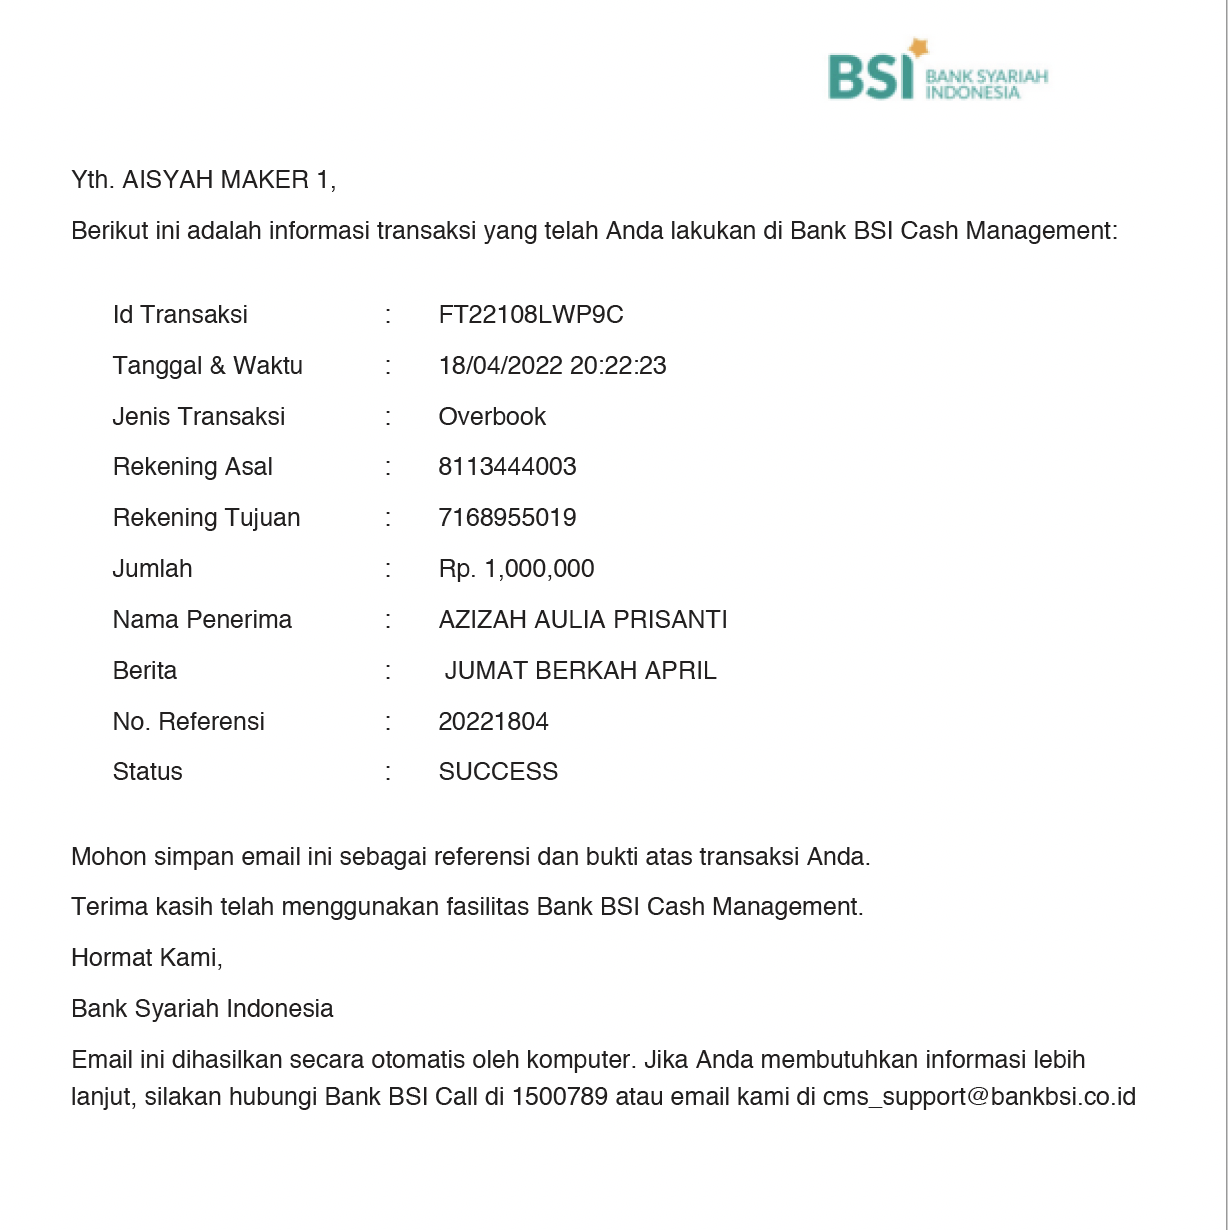 BSI BANK SYARIAH
INDONESIA
Yth. AISYAH MAKER 1,
Berikut ini adalah informasi transaksi yang telah Anda lakukan di Bank BSI Cash Management:
Id Transaksi : FT22108LWP9C
Tanggal & Waktu : 18/04/2022 20:22:23
Jenis Transaksi : Overbook
Rekening Asal : 8113444003
Rekening Tujuan : 7168955019
Jumlah : Rp. 1,000,000
Nama Penerima : AZIZAH AULIA PRISANTI
Berita : JUMAT BERKAH APRIL
No. Referensi : 20221804
Status : SUCCESS
Mohon simpan email ini sebagai referensi dan bukti atas transaksi Anda.
Terima kasih telah menggunakan fasilitas Bank BSI Cash Management.
Hormat Kami,
Bank Syariah Indonesia
Email ini dihasilkan secara otomatis oleh komputer. Jika Anda membutuhkan informasi lebih
lanjut, silakan hubungi Bank BSI Call di 1500789 atau email kami di cms_support@bankbsi.co.id